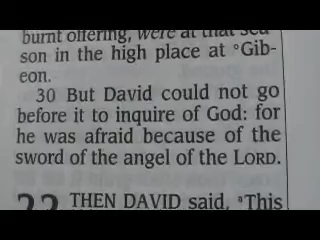 burnt offering, were at that sea-
son in the high place at °Gib-
eon.
30 But David could not go
before it to inquire of God: for
he was afraid because of the
sword of the angel of the LORD.
22 THEN DAVID said, "This